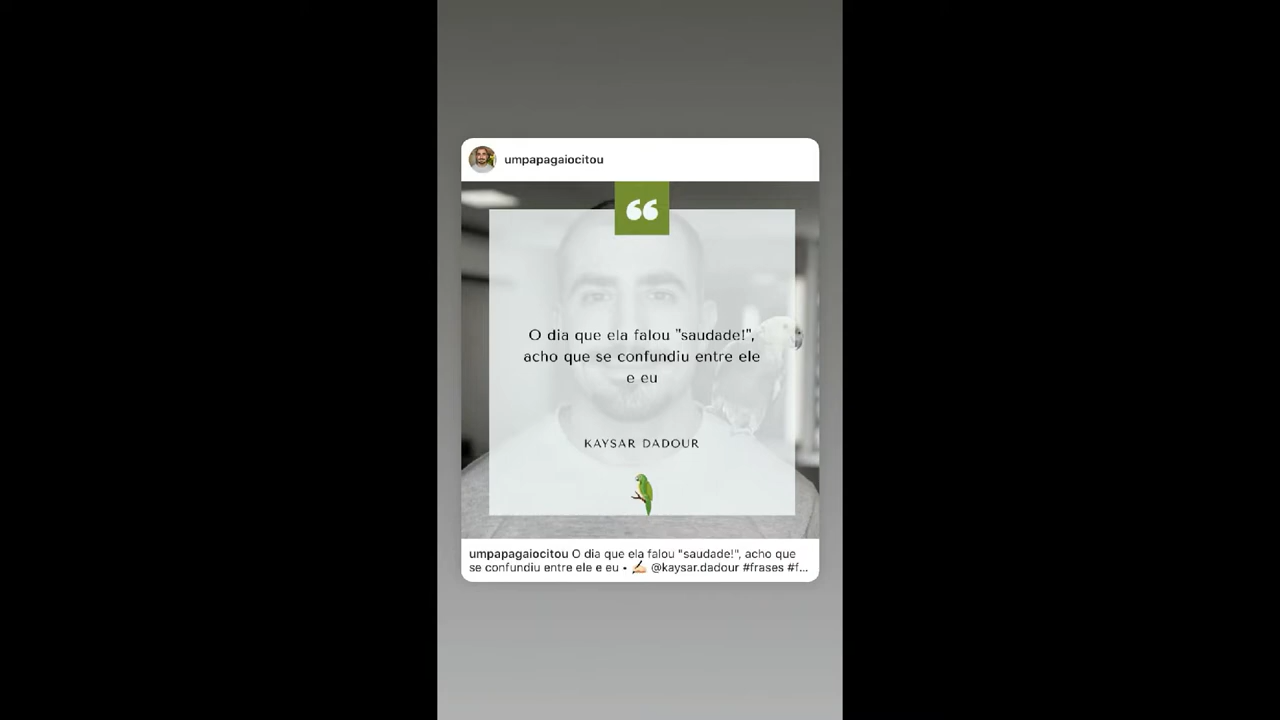 umpapagaiocitou
“
O dia que ela falou "saudade!",
acho que se confundiu entre ele
e eu
KAYSAR DADOUR
umpapagaiocitou O dia que ela falou "saudade!", acho que
se confundiu entre ele e eu • ✍🏻 @kaysar.dadour #frases #f...